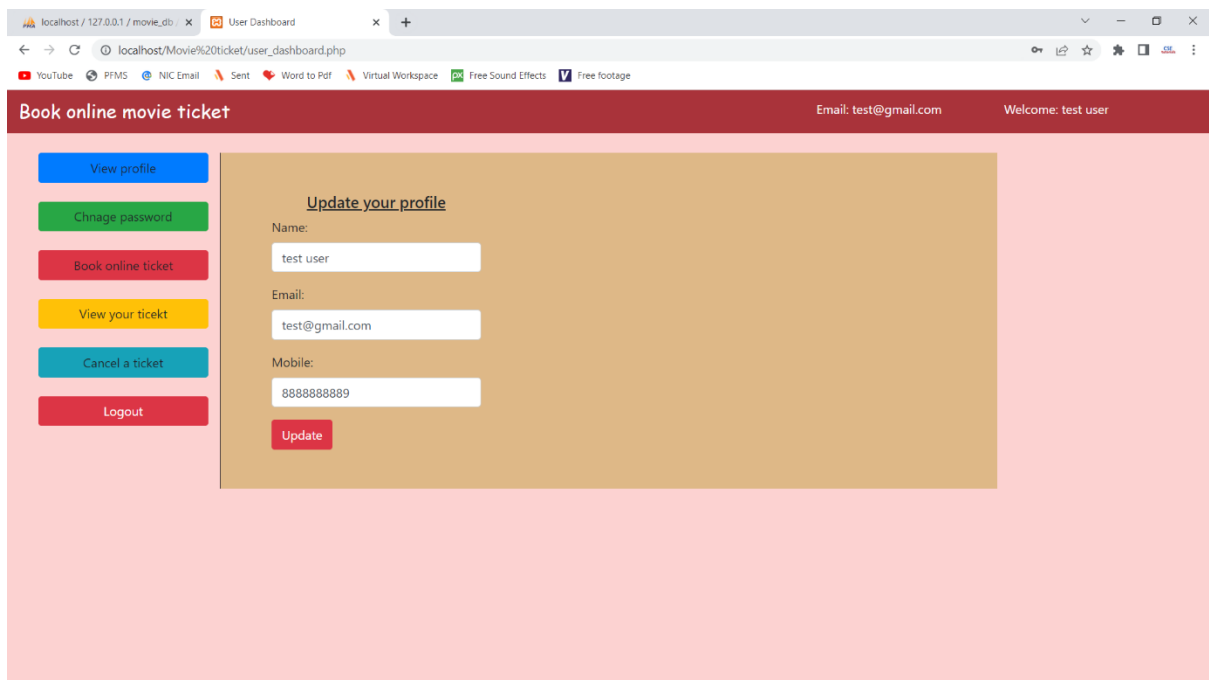 localhost / 127.0.0.1 / movie_db /
User Dashboard
localhost/Movie%20ticket/user_dashboard.php
YouTube PFMS NIC Email Sent Word to Pdf Virtual Workspace Free Sound Effects Free footage
Book online movie ticket Email: test@gmail.com Welcome: test user
View profile
Chnage password
Book online ticket
View your ticekt
Cancel a ticket
Logout
Update your profile
Name:
test user
Email:
test@gmail.com
Mobile:
8888888889
Update